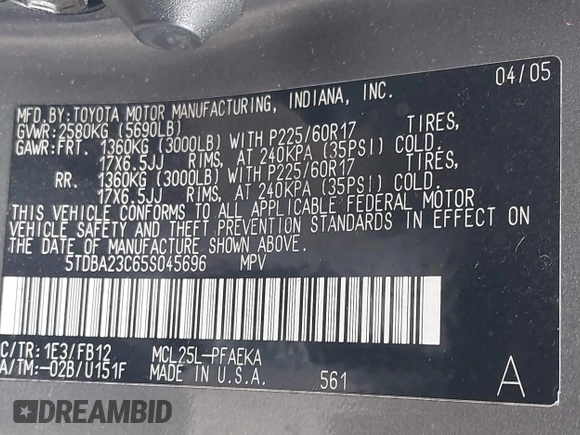 04/05
MFD. BY: TOYOTA MOTOR MANUFACTURING, INDIANA, INC.
GVWR: 2580KG (5690LB)
GAWR: FRT. 1360KG (3000LB) WITH P225/60R17 TIRES,
17X6.5JJ RIMS, AT 240KPA (35PSI) COLD.
RR. 1360KG (3000LB) WITH P225/60R17 TIRES,
17X6.5JJ RIMS, AT 240KPA (35PSI) COLD.
THIS VEHICLE CONFORMS TO ALL APPLICABLE FEDERAL MOTOR
VEHICLE SAFETY AND THEFT PREVENTION STANDARDS IN EFFECT ON
THE DATE OF MANUFACTURE SHOWN ABOVE.
5TDBA23C65S045696 MPV
C/TR: 1E3/FB12 MCL25L-PFAEKA
A/TM: -02B/U151F MADE IN U.S.A. 561 A
DREAMBID